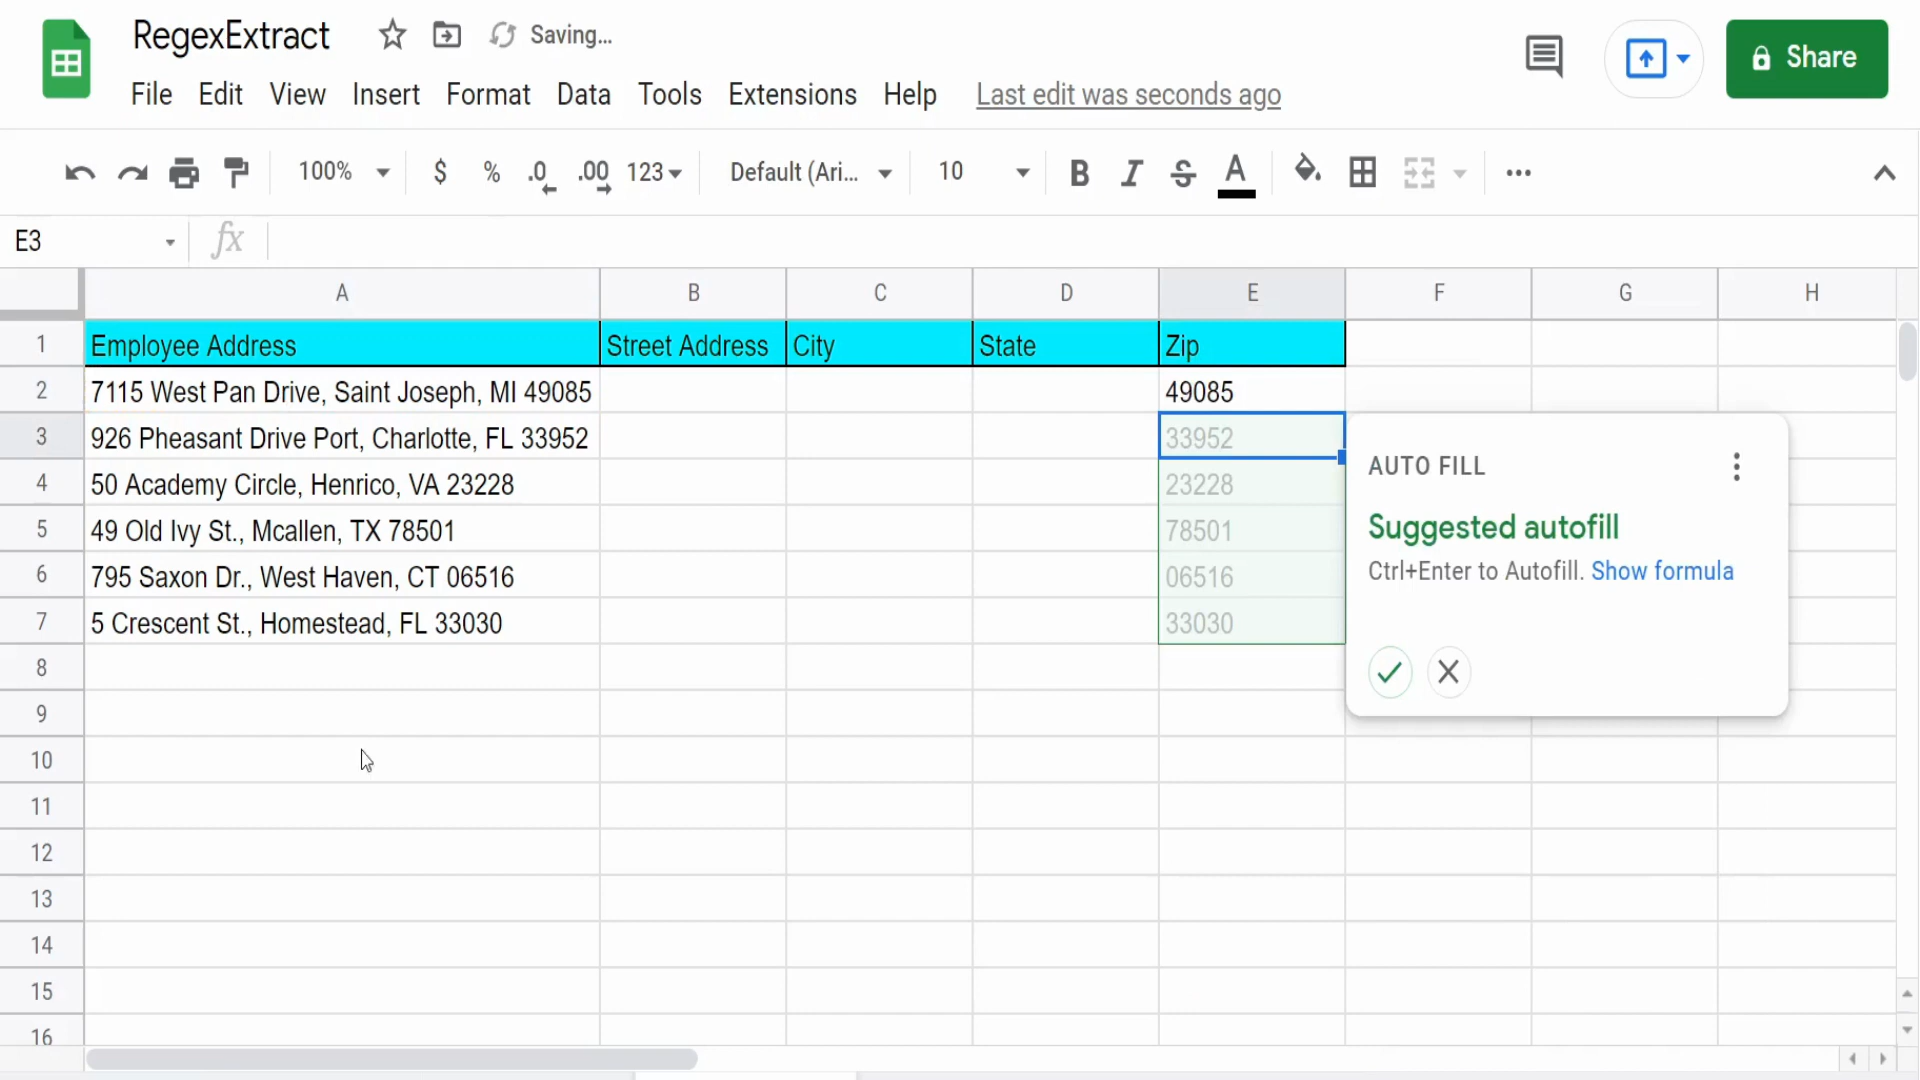 RegexExtract Saving...
File Edit View Insert Format Data Tools Extensions Help Last edit was seconds ago
Share
100% $ % .0 .00 123 Default (Ari... 10 B I S A
E3 fx
A B C D E F G H
1 Employee Address Street Address City State Zip
2 7115 West Pan Drive, Saint Joseph, MI 49085 49085
3 926 Pheasant Drive Port, Charlotte, FL 33952 33952
4 50 Academy Circle, Henrico, VA 23228 23228
5 49 Old Ivy St., Mcallen, TX 78501 78501
6 795 Saxon Dr., West Haven, CT 06516 06516
7 5 Crescent St., Homestead, FL 33030 33030
AUTO FILL
Suggested autofill
Ctrl+Enter to Autofill. Show formula
8
9
10
11
12
13
14
15
16